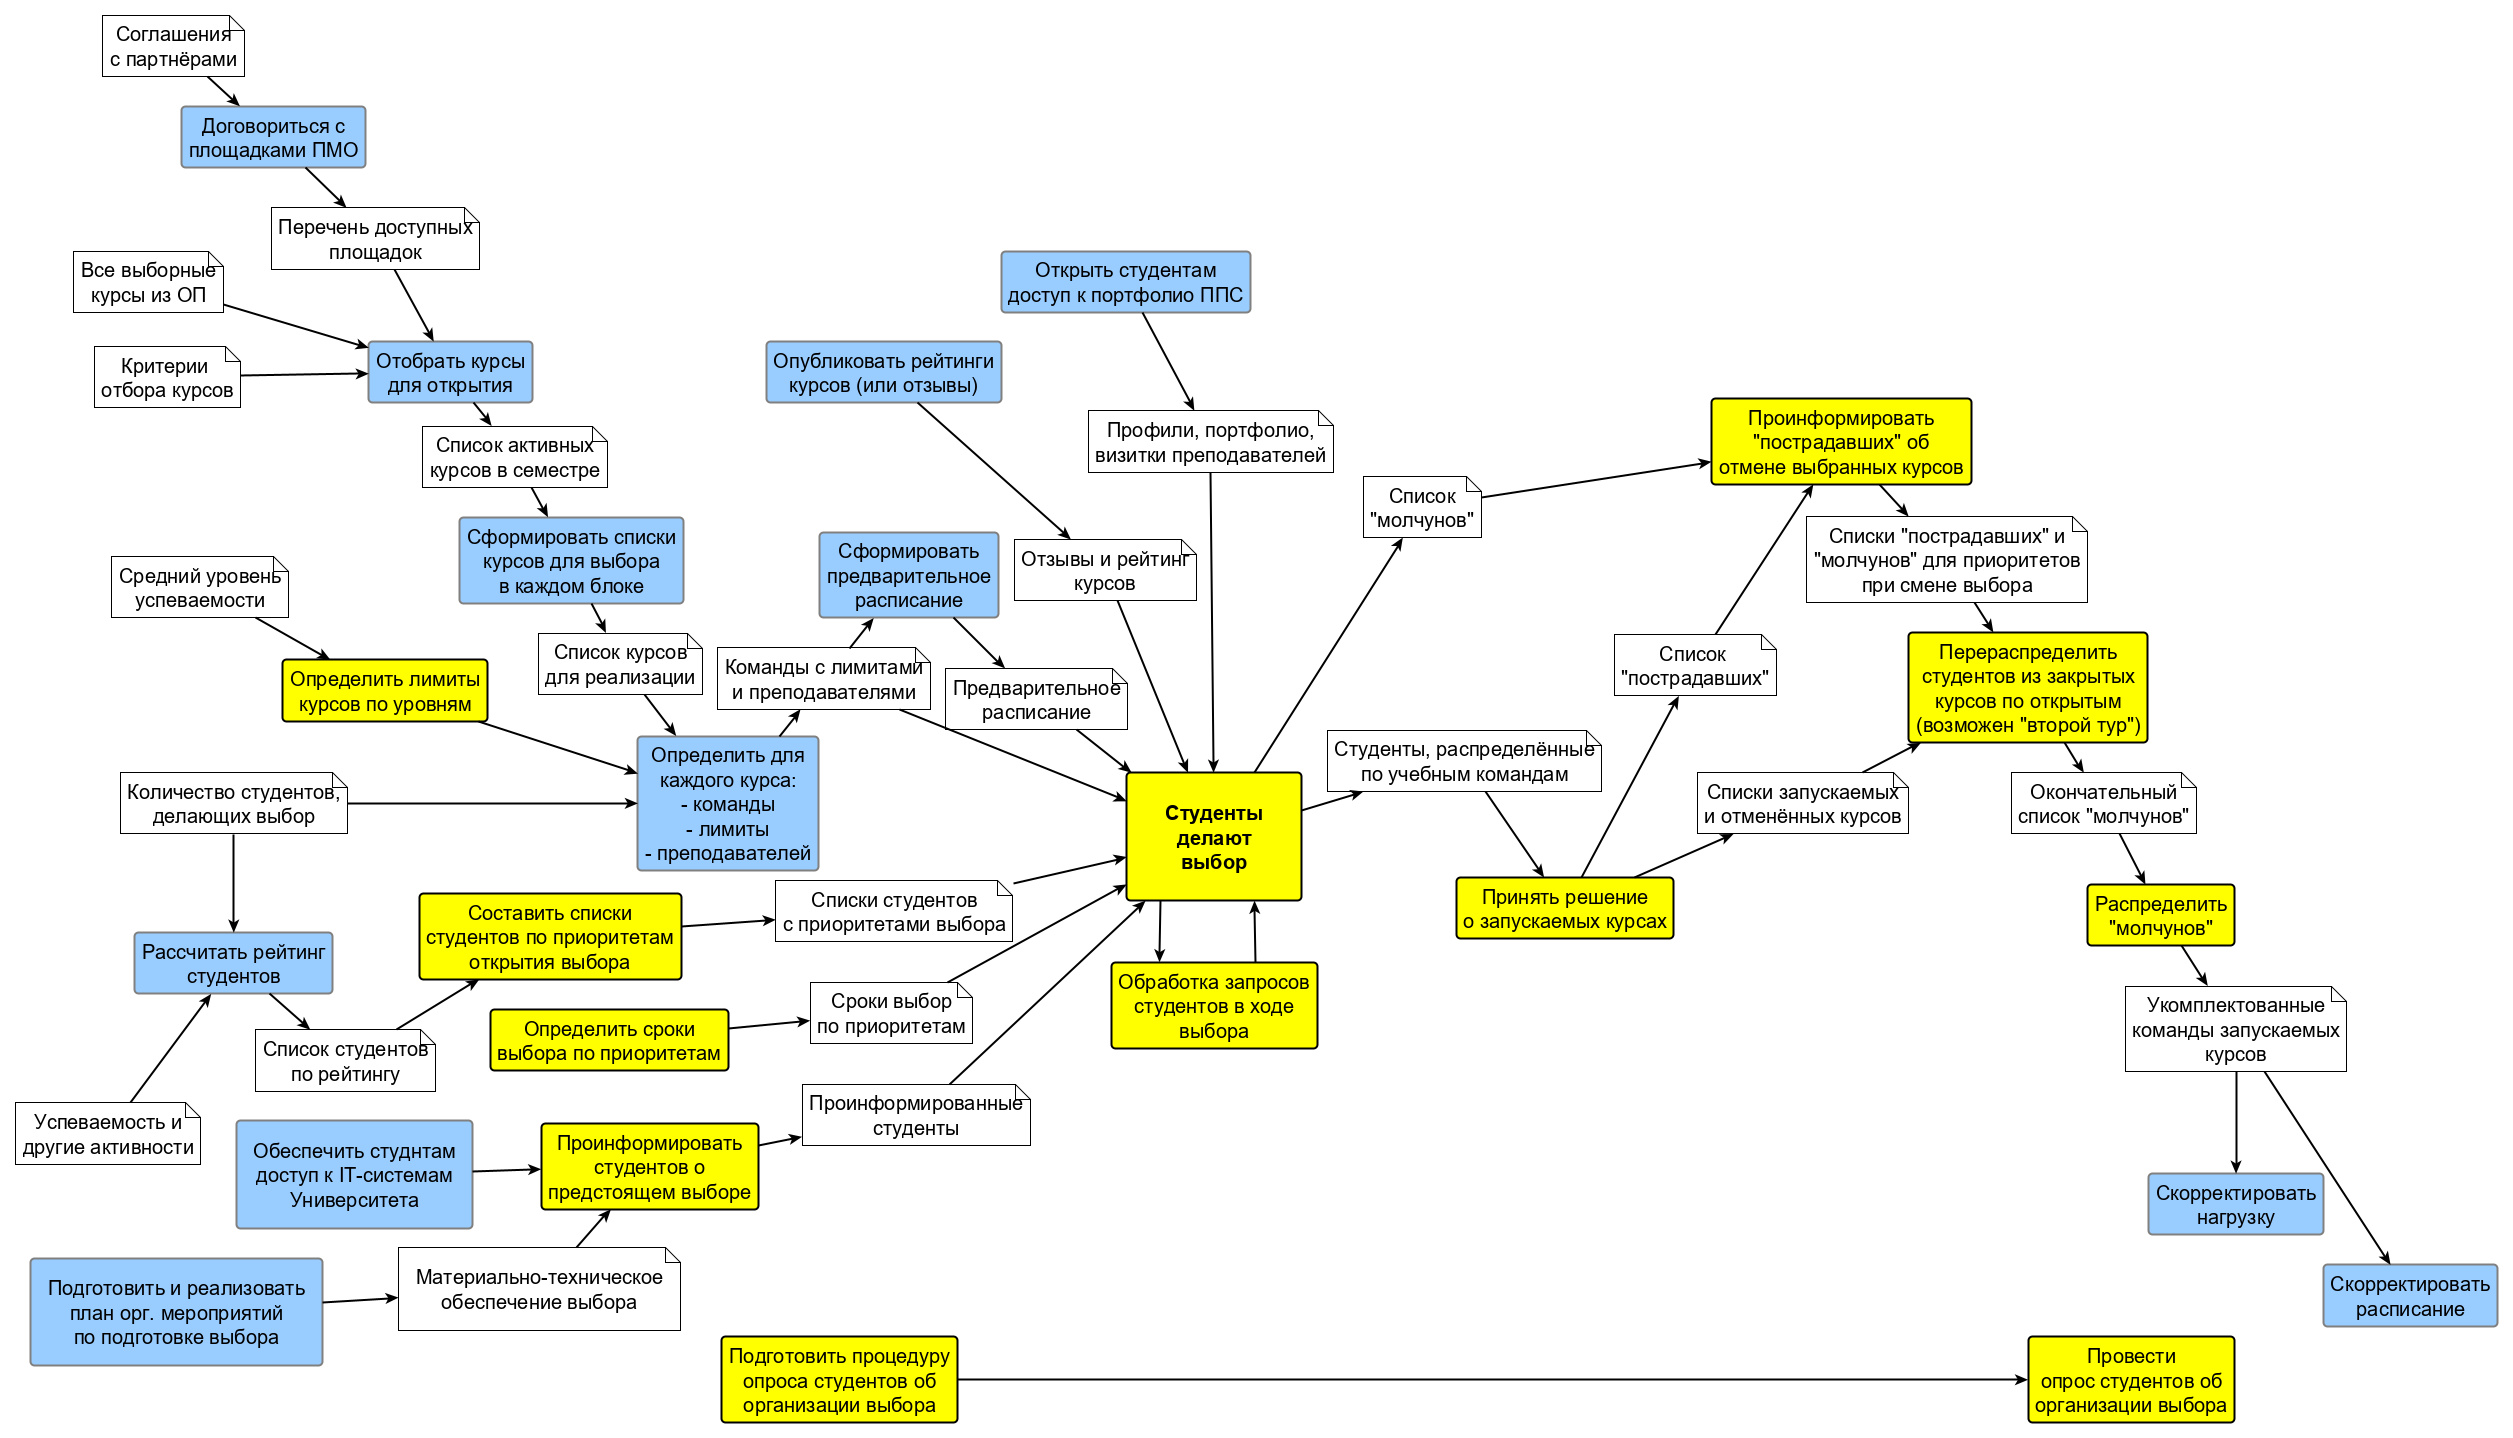 Соглашения
с партнёрами
Договориться с
площадками ПМО
Перечень доступных
площадок
Все выборные
курсы из ОП
Критерии
отбора курсов
Отобрать курсы
для открытия
Список активных
курсов в семестре
Сформировать списки
курсов для выбора
в каждом блоке
Список курсов
для реализации
Средний уровень
успеваемости
Определить лимиты
курсов по уровням
Количество студентов,
делающих выбор
Определить для
каждого курса:
- команды
- лимиты
- преподавателей
Команды с лимитами
и преподавателями
Сформировать
предварительное
расписание
Предварительное
расписание
Опубликовать рейтинги
курсов (или отзывы)
Отзывы и рейтинг
курсов
Открыть студентам
доступ к портфолио ППС
Профили, портфолио,
визитки преподавателей
Рассчитать рейтинг
студентов
Успеваемость и
другие активности
Список студентов
по рейтингу
Составить списки
студентов по приоритетам
открытия выбора
Списки студентов
с приоритетами выбора
Определить сроки
выбора по приоритетам
Сроки выбор
по приоритетам
Обеспечить студнтам
доступ к IT-системам
Университета
Проинформировать
студентов о
предстоящем выборе
Проинформированные
студенты
Подготовить и реализовать
план орг. мероприятий
по подготовке выбора
Материально-техническое
обеспечение выбора
Студенты
делают
выбор
Обработка запросов
студентов в ходе
выбора
Список
"молчунов"
Студенты, распределённые
по учебным командам
Принять решение
о запускаемых курсах
Список
"пострадавших"
Списки запускаемых
и отменённых курсов
Проинформировать
"пострадавших" об
отмене выбранных курсов
Списки "пострадавших" и
"молчунов" для приоритетов
при смене выбора
Перераспределить
студентов из закрытых
курсов по открытым
(возможен "второй тур")
Окончательный
список "молчунов"
Распределить
"молчунов"
Укомплектованные
команды запускаемых
курсов
Скорректировать
нагрузку
Скорректировать
расписание
Подготовить процедуру
опроса студентов об
организации выбора
Провести
опрос студентов об
организации выбора